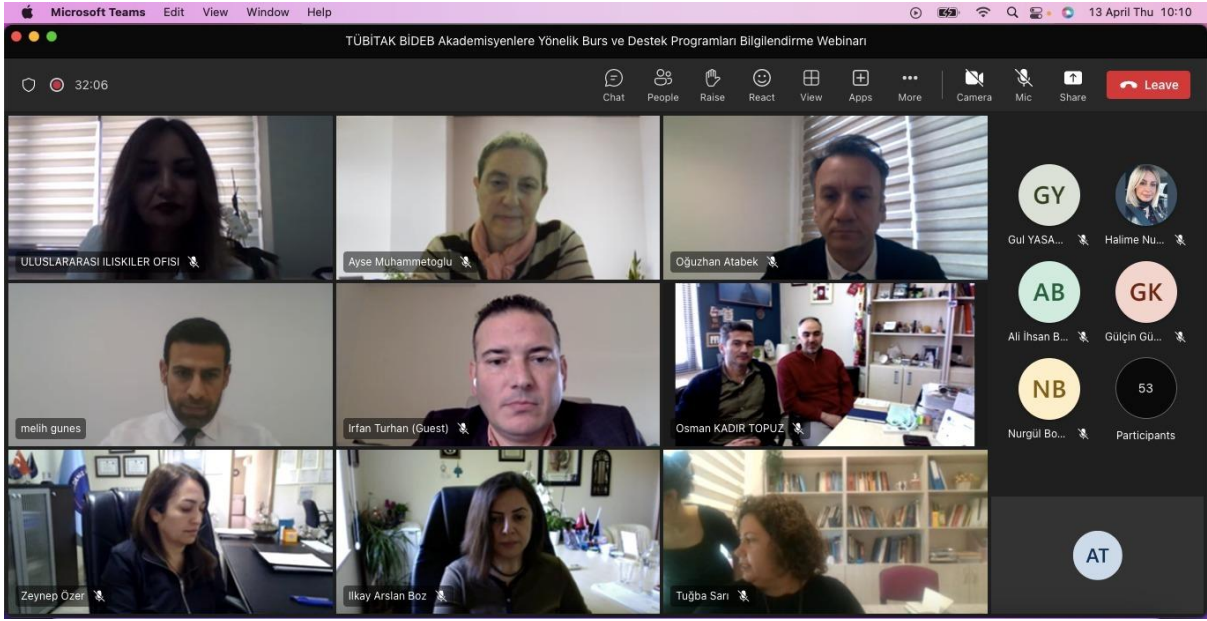 Microsoft Teams Edit View Window Help
13 April Thu 10:10
TÜBİTAK BİDEB Akademisyenlere Yönelik Burs ve Destek Programları Bilgilendirme Webinarı
32:06
Chat People Raise React View Apps More Camera Mic Share Leave
ULUSLARARASI ILISKILER OFISI
Ayse Muhammetoglu
Oğuzhan Atabek
GY
Gul YASA...
Halime Nu...
melih gunes
Irfan Turhan (Guest)
Osman KADIR TOPUZ
AB
GK
Ali İhsan B...
Gülçin Gü...
NB
53
Nurgül Bo...
Participants
Zeynep Özer
Ilkay Arslan Boz
Tuğba Sarı
AT